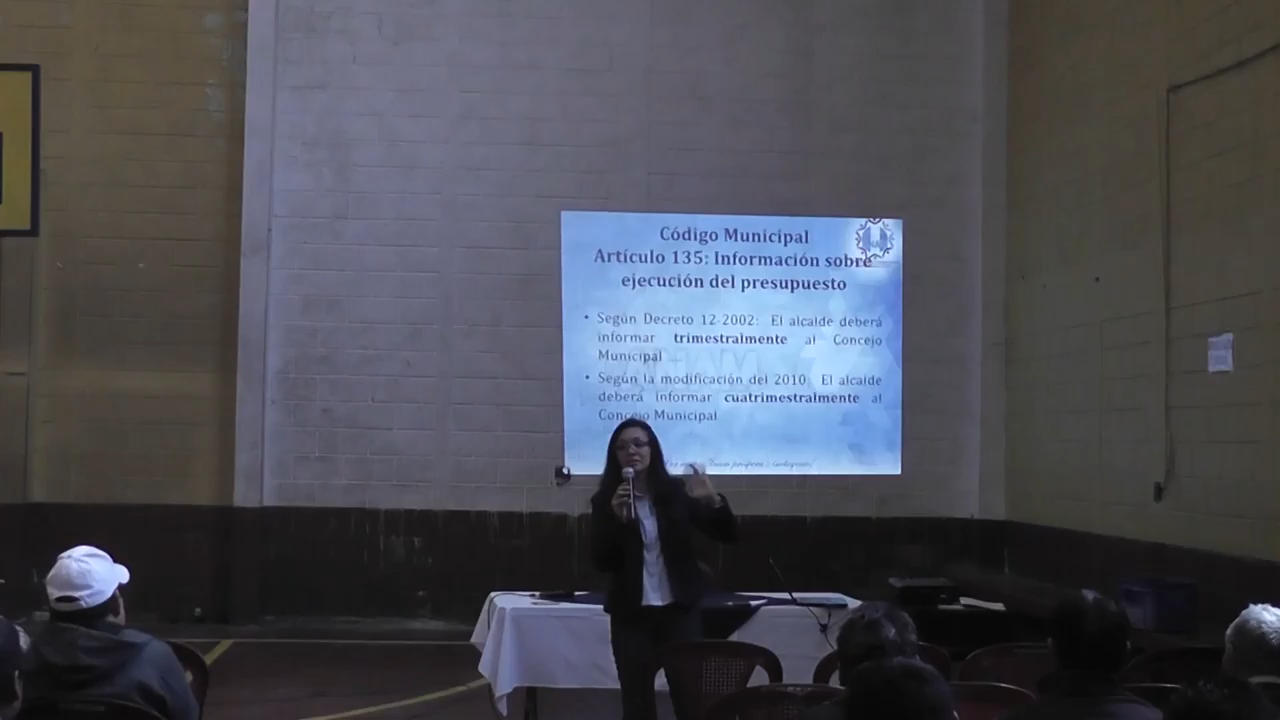 Código Municipal
Artículo 135: Información sobre
ejecución del presupuesto
• Según Decreto 12-2002: El alcalde deberá
informar trimestralmente al Concejo
Municipal
• Según la modificación del 2010: El alcalde
deberá informar cuatrimestralmente al
Concejo Municipal
ANAM